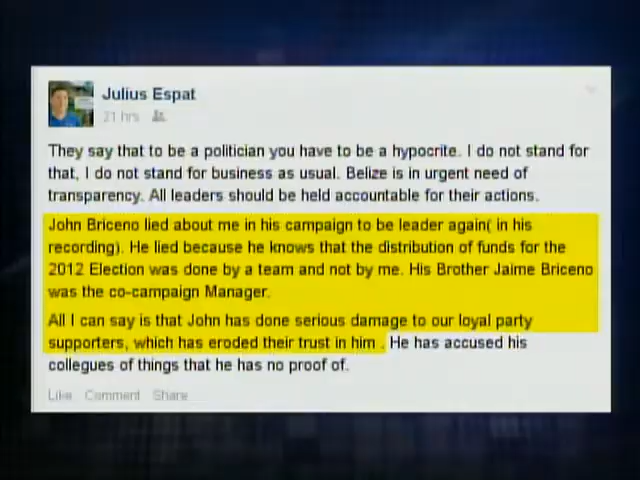 Julius Espat
21 hrs
They say that to be a politician you have to be a hypocrite. I do not stand for
that, I do not stand for business as usual. Belize is in urgent need of
transparency. All leaders should be held accountable for their actions.
John Briceno lied about me in his campaign to be leader again( in his
recording). He lied because he knows that the distribution of funds for the
2012 Election was done by a team and not by me. His Brother Jaime Briceno
was the co-campaign Manager.
All I can say is that John has done serious damage to our loyal party
supporters, which has eroded their trust in him . He has accused his
collegues of things that he has no proof of.
Like Comment Share